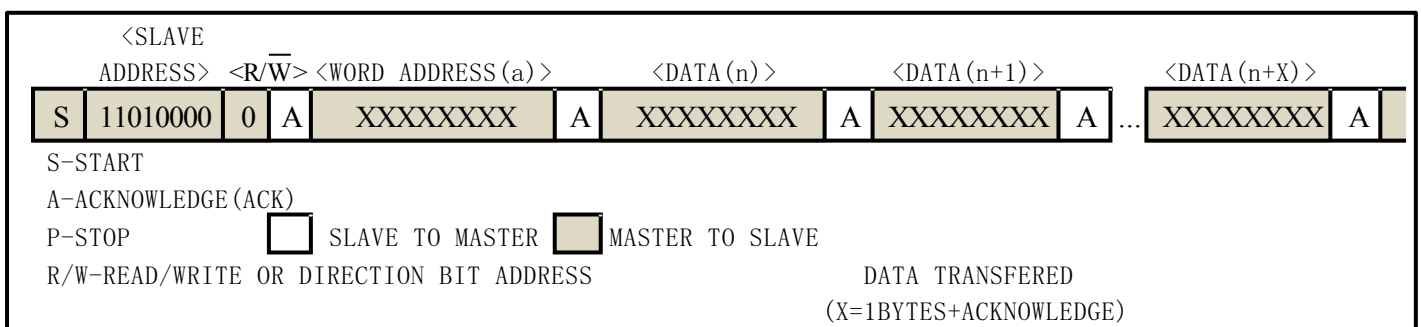 <SLAVE
ADDRESS> <R/W̅> <WORD ADDRESS(a)> <DATA(n)> <DATA(n+1)> <DATA(n+X)>
S 11010000 0 A XXXXXXXX A XXXXXXXX A XXXXXXXX A ... XXXXXXXX A
S-START
A-ACKNOWLEDGE(ACK)
P-STOP SLAVE TO MASTER MASTER TO SLAVE
R/W-READ/WRITE OR DIRECTION BIT ADDRESS DATA TRANSFERED
(X=1BYTES+ACKNOWLEDGE)